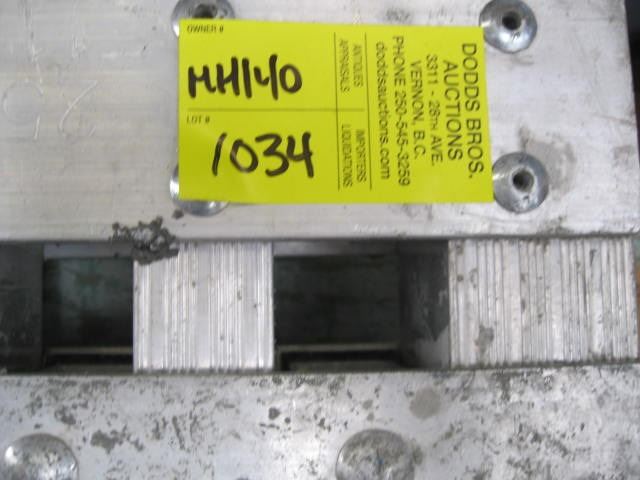 OWNER #
MH140
LOT #
1034
ANTIQUES
APPRAISALS
IMPORTERS
LIQUIDATIONS
DODDS BROS.
AUCTIONS
3311 - 28TH AVE.
VERNON, B.C.
PHONE 250-545-3259
doddsauctions.com